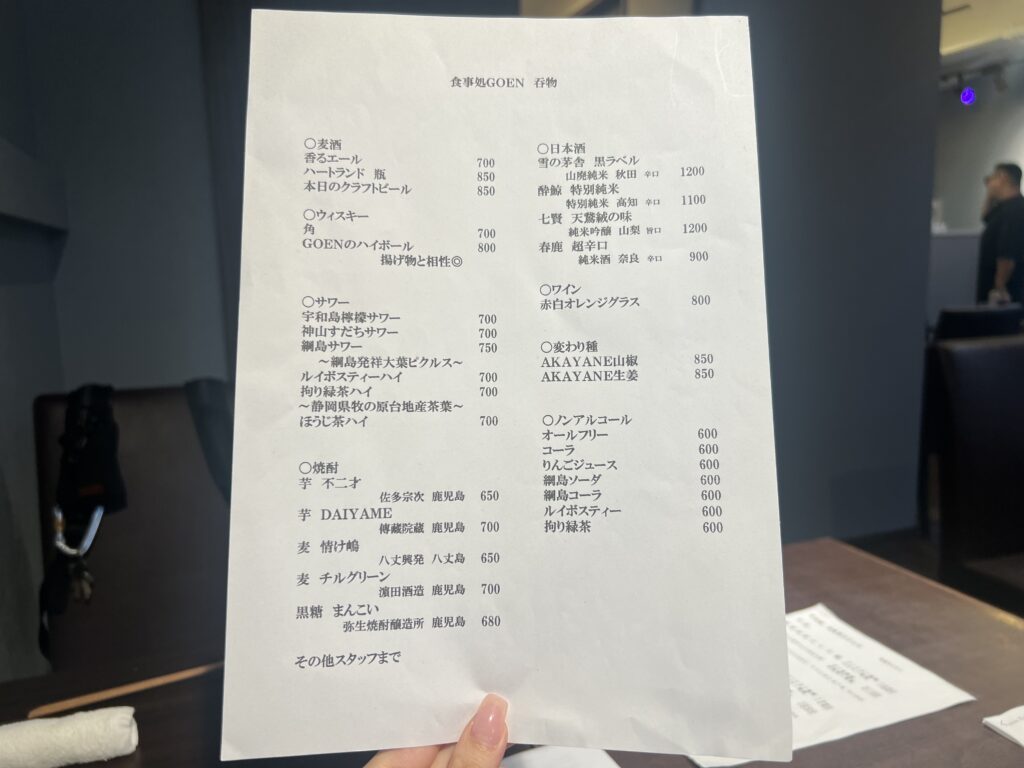 食事処GOEN 呑物
〇麦酒
香るエール 700
ハートランド 瓶 850
本日のクラフトビール 850
〇ウィスキー
角 700
GOENのハイボール 800
揚げ物と相性◎
〇サワー
宇和島檸檬サワー 700
神山すだちサワー 700
綱島サワー 750
～綱島発祥大葉ピクルス～
ルイボスティーハイ 700
拘り緑茶ハイ 700
～静岡県牧の原台地産茶葉～
ほうじ茶ハイ 700
〇焼酎
芋 不二才
佐多宗次 鹿児島 650
芋 DAIYAME
傳藏院蔵 鹿児島 700
麦 情け嶋
八丈興発 八丈島 650
麦 チルグリーン
濵田酒造 鹿児島 700
黒糖 まんこい
弥生焼酎醸造所 鹿児島 680
その他スタッフまで
〇日本酒
雪の茅舎 黒ラベル
山廃純米 秋田 辛口 1200
酔鯨 特別純米
特別純米 高知 辛口 1100
七賢 天鵞絨の味
純米吟醸 山梨 旨口 1200
春鹿 超辛口
純米酒 奈良 辛口 900
〇ワイン
赤白オレンジグラス 800
〇変わり種
AKAYANE山椒 850
AKAYANE生姜 850
〇ノンアルコール
オールフリー 600
コーラ 600
りんごジュース 600
綱島ソーダ 600
綱島コーラ 600
ルイボスティー 600
拘り緑茶 600